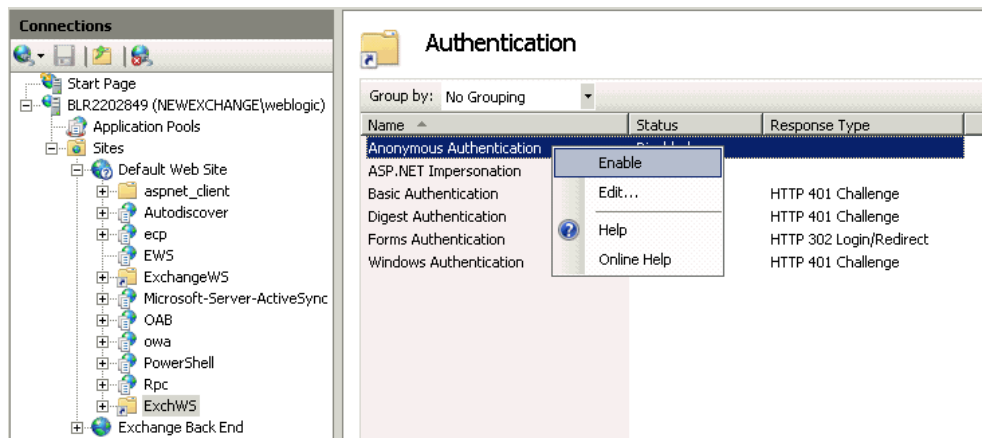 Connections
Start Page
BLR2202849 (NEWEXCHANGE\weblogic)
Application Pools
Sites
Default Web Site
aspnet_client
Autodiscover
ecp
EWS
ExchangeWS
Microsoft-Server-ActiveSync
OAB
owa
PowerShell
Rpc
ExchWS
Exchange Back End
Authentication
Group by: No Grouping
Name Status Response Type
Anonymous Authentication
ASP.NET Impersonation
Basic Authentication HTTP 401 Challenge
Digest Authentication HTTP 401 Challenge
Forms Authentication HTTP 302 Login/Redirect
Windows Authentication HTTP 401 Challenge
Enable
Edit...
Help
Online Help